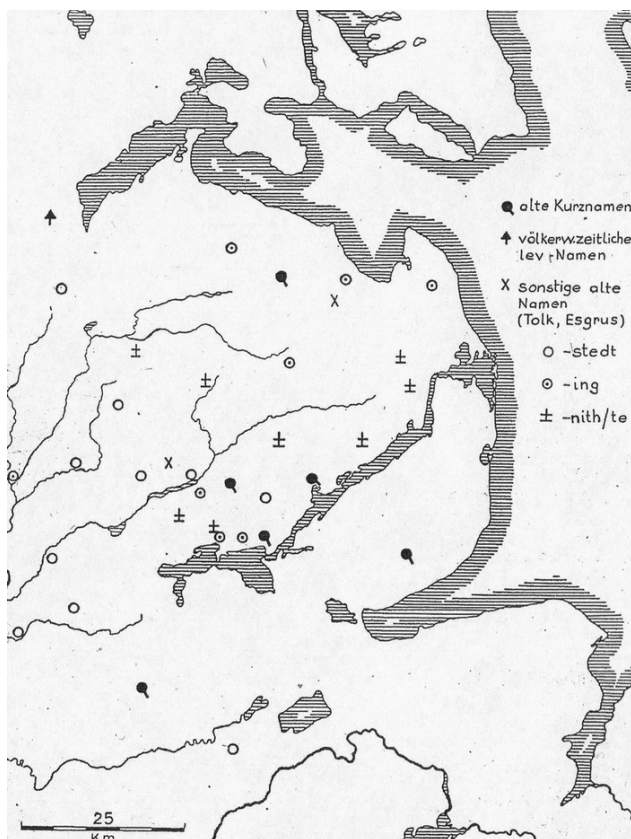 alte Kurznamen
völkerw.zeitliche
lev-Namen
X sonstige alte
Namen
(Tolk, Esgrus)
-stedt
-ing
± -nith/te
25
Km